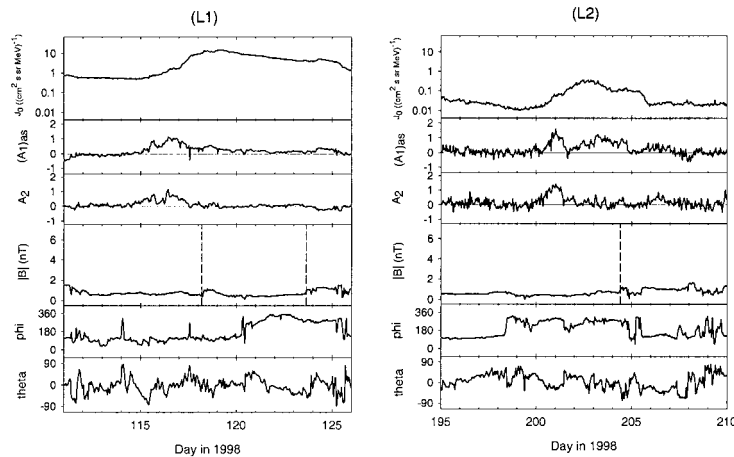 (L1)
J₀ ((cm² s sr MeV)⁻¹
10
1
0.1
0.01
(A1)as
2
1
0
-1
A2
2
1
0
-1
|B| (nT)
6
4
2
0
phi
360
180
0
theta
90
0
-90
115 120 125
Day in 1998
(L2)
J₀ ((cm² s sr MeV)⁻¹
10
1
0.1
0.01
(A1)as
2
1
0
-1
A2
2
1
0
-1
|B| (nT)
6
4
2
0
phi
360
180
0
theta
90
0
-90
195 200 205 210
Day in 1998